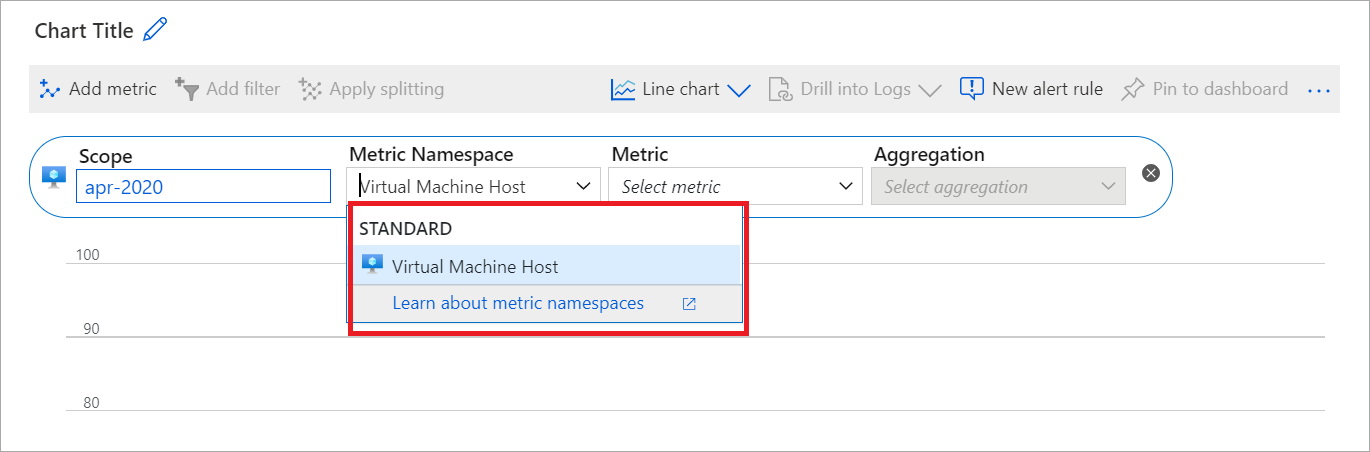 Chart Title
Add metric Add filter Apply splitting Line chart Drill into Logs New alert rule Pin to dashboard ...
Scope Metric Namespace Metric Aggregation
apr-2020 Virtual Machine Host Select metric Select aggregation
STANDARD
Virtual Machine Host
Learn about metric namespaces
100
90
80